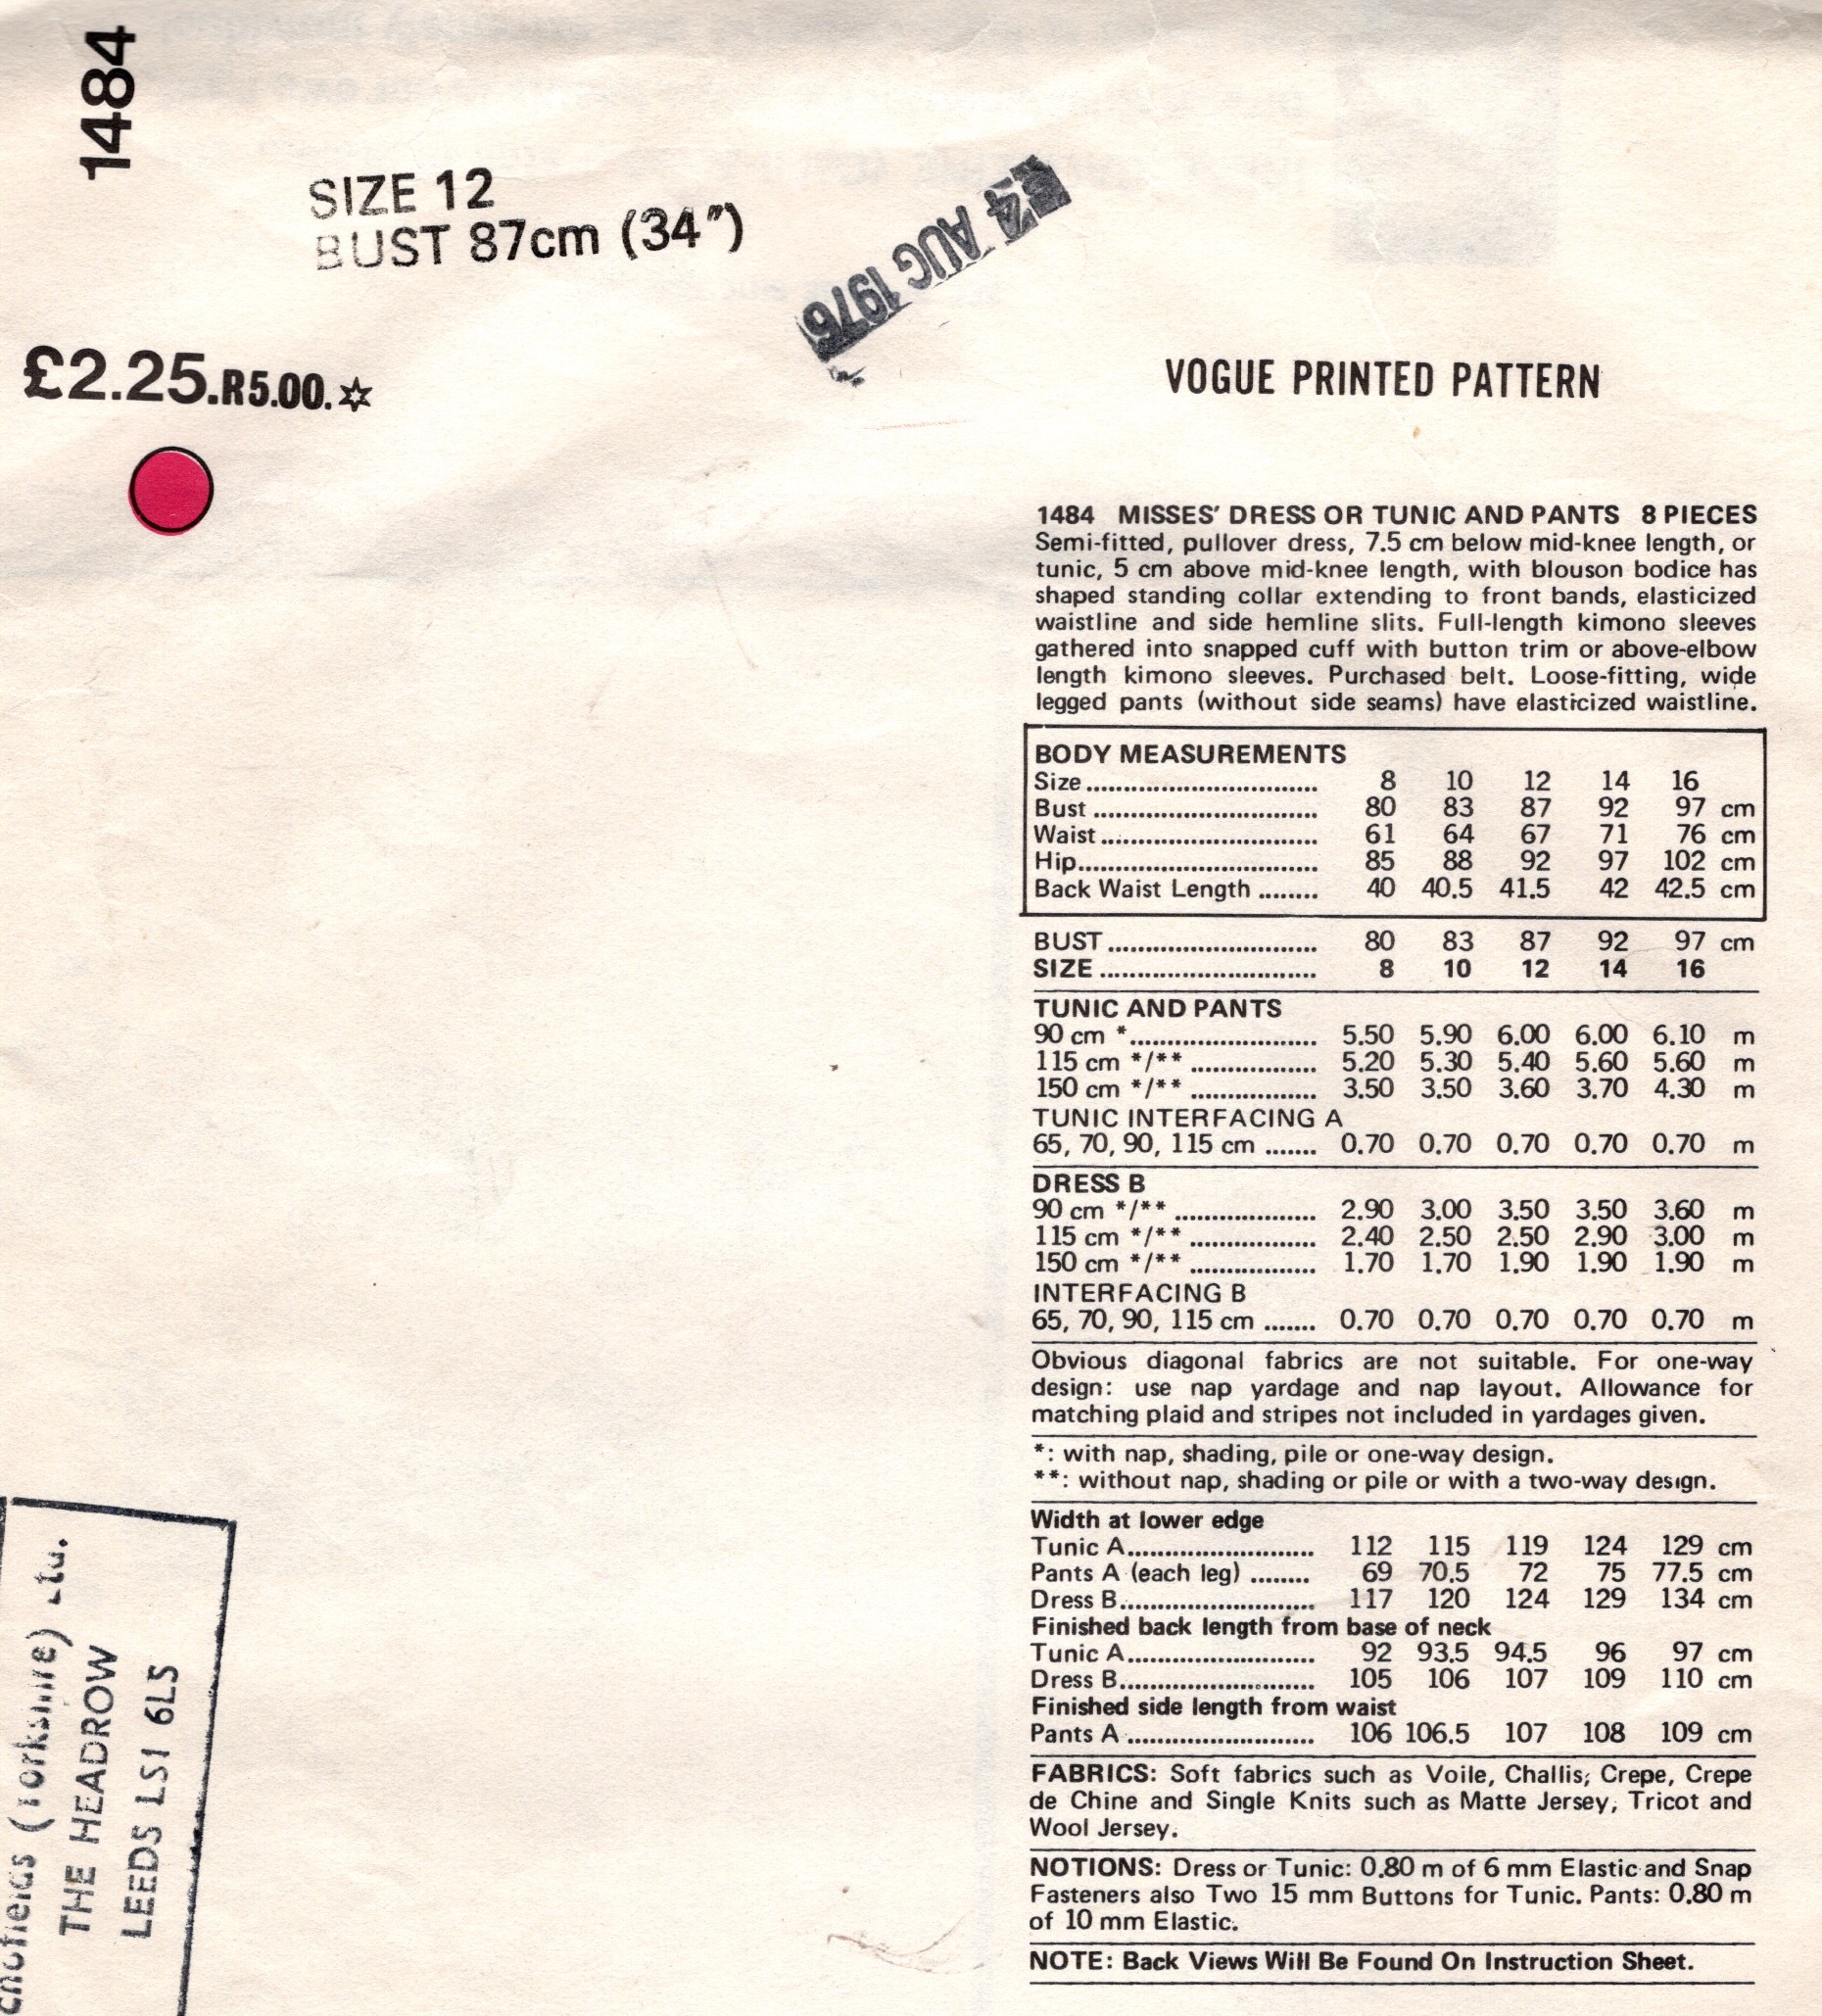 1484
SIZE 12
BUST 87cm (34")
24 AUG 1976
£2.25.R5.00.☆
VOGUE PRINTED PATTERN
1484 MISSES' DRESS OR TUNIC AND PANTS 8 PIECES
Semi-fitted, pullover dress, 7.5 cm below mid-knee length, or
tunic, 5 cm above mid-knee length, with blouson bodice has
shaped standing collar extending to front bands, elasticized
waistline and side hemline slits. Full-length kimono sleeves
gathered into snapped cuff with button trim or above-elbow
length kimono sleeves. Purchased belt. Loose-fitting, wide
legged pants (without side seams) have elasticized waistline.
BODY MEASUREMENTS
Size 8 10 12 14 16
Bust 80 83 87 92 97 cm
Waist 61 64 67 71 76 cm
Hip 85 88 92 97 102 cm
Back Waist Length 40 40.5 41.5 42 42.5 cm
BUST 80 83 87 92 97 cm
SIZE 8 10 12 14 16
TUNIC AND PANTS
90 cm * 5.50 5.90 6.00 6.00 6.10 m
115 cm */** 5.20 5.30 5.40 5.60 5.60 m
150 cm */** 3.50 3.50 3.60 3.70 4.30 m
TUNIC INTERFACING A
65, 70, 90, 115 cm 0.70 0.70 0.70 0.70 0.70 m
DRESS B
90 cm */** 2.90 3.00 3.50 3.50 3.60 m
115 cm */** 2.40 2.50 2.50 2.90 3.00 m
150 cm */** 1.70 1.70 1.90 1.90 1.90 m
INTERFACING B
65, 70, 90, 115 cm 0.70 0.70 0.70 0.70 0.70 m
Obvious diagonal fabrics are not suitable. For one-way
design: use nap yardage and nap layout. Allowance for
matching plaid and stripes not included in yardages given.
*: with nap, shading, pile or one-way design.
**: without nap, shading or pile or with a two-way design.
Width at lower edge
Tunic A 112 115 119 124 129 cm
Pants A (each leg) 69 70.5 72 75 77.5 cm
Dress B 117 120 124 129 134 cm
Finished back length from base of neck
Tunic A 92 93.5 94.5 96 97 cm
Dress B 105 106 107 109 110 cm
Finished side length from waist
Pants A 106 106.5 107 108 109 cm
FABRICS: Soft fabrics such as Voile, Challis, Crepe, Crepe
de Chine and Single Knits such as Matte Jersey, Tricot and
Wool Jersey.
NOTIONS: Dress or Tunic: 0.80 m of 6 mm Elastic and Snap
Fasteners also Two 15 mm Buttons for Tunic. Pants: 0.80 m
of 10 mm Elastic.
NOTE: Back Views Will Be Found On Instruction Sheet.
(Yorkshire) Ltd.
THE HEADROW
LEEDS LS1 6LS